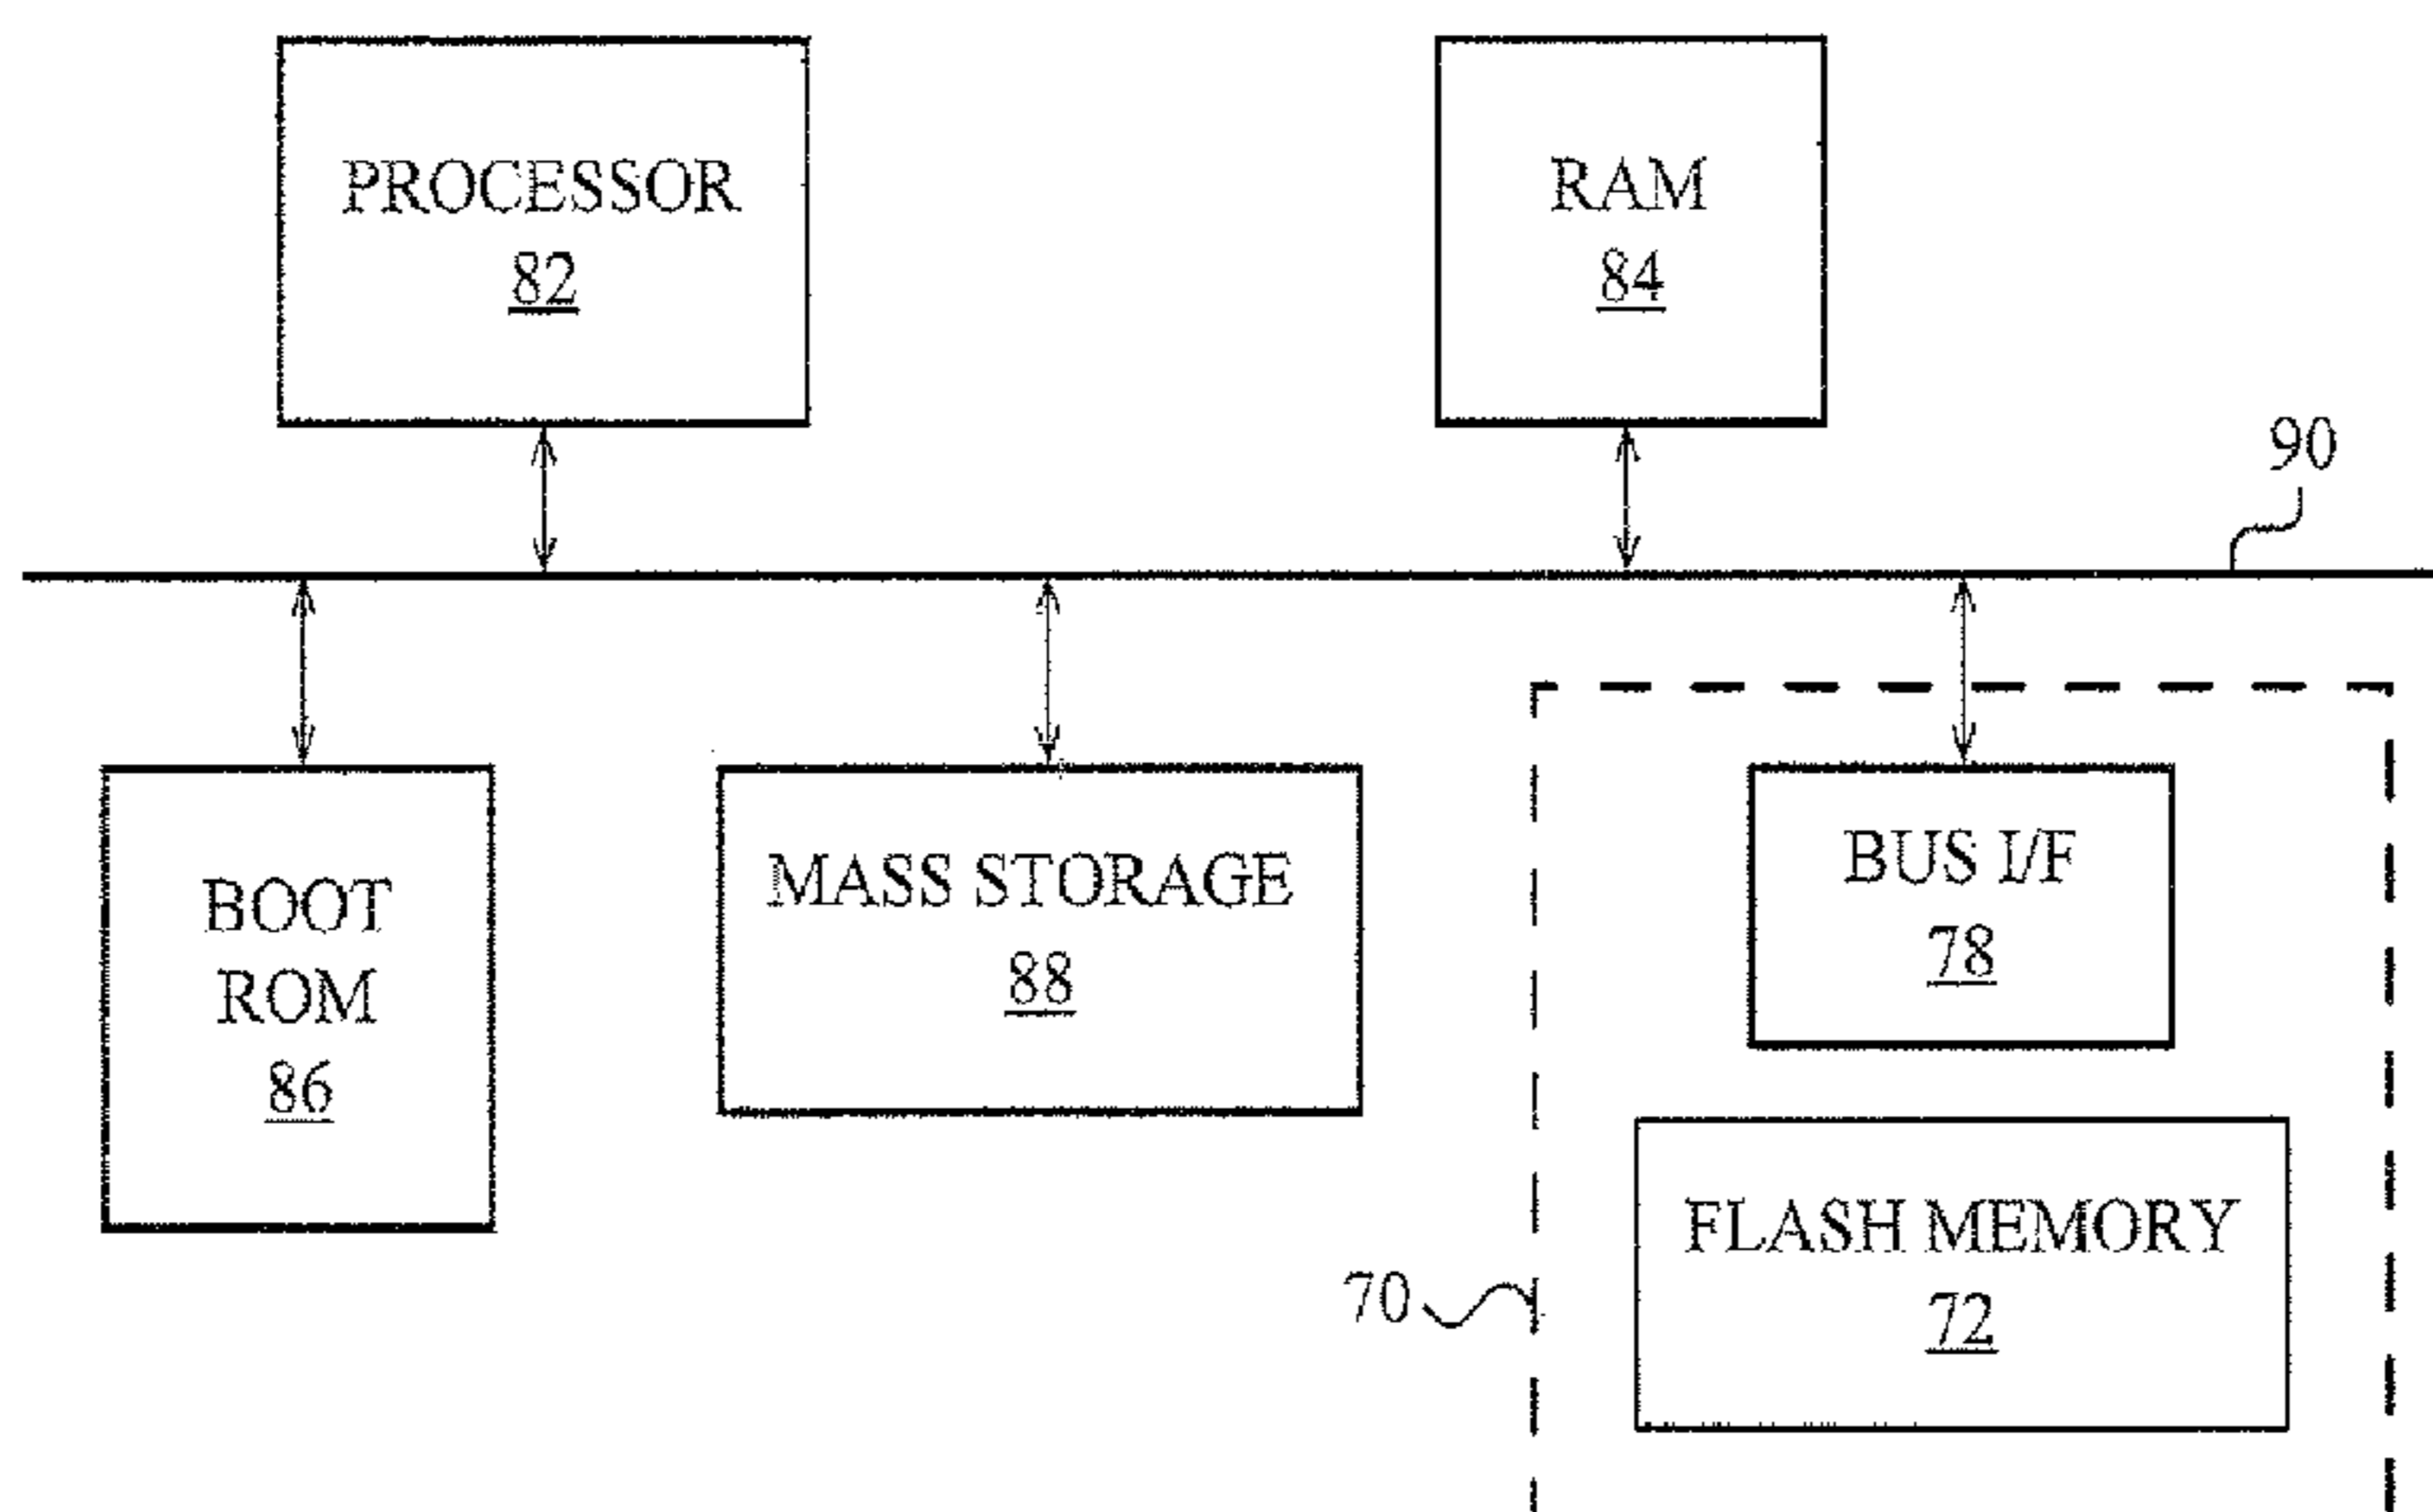 PROCESSOR
82
RAM
84
90
BOOT
ROM
86
MASS STORAGE
88
BUS I/F
78
FLASH MEMORY
72
70